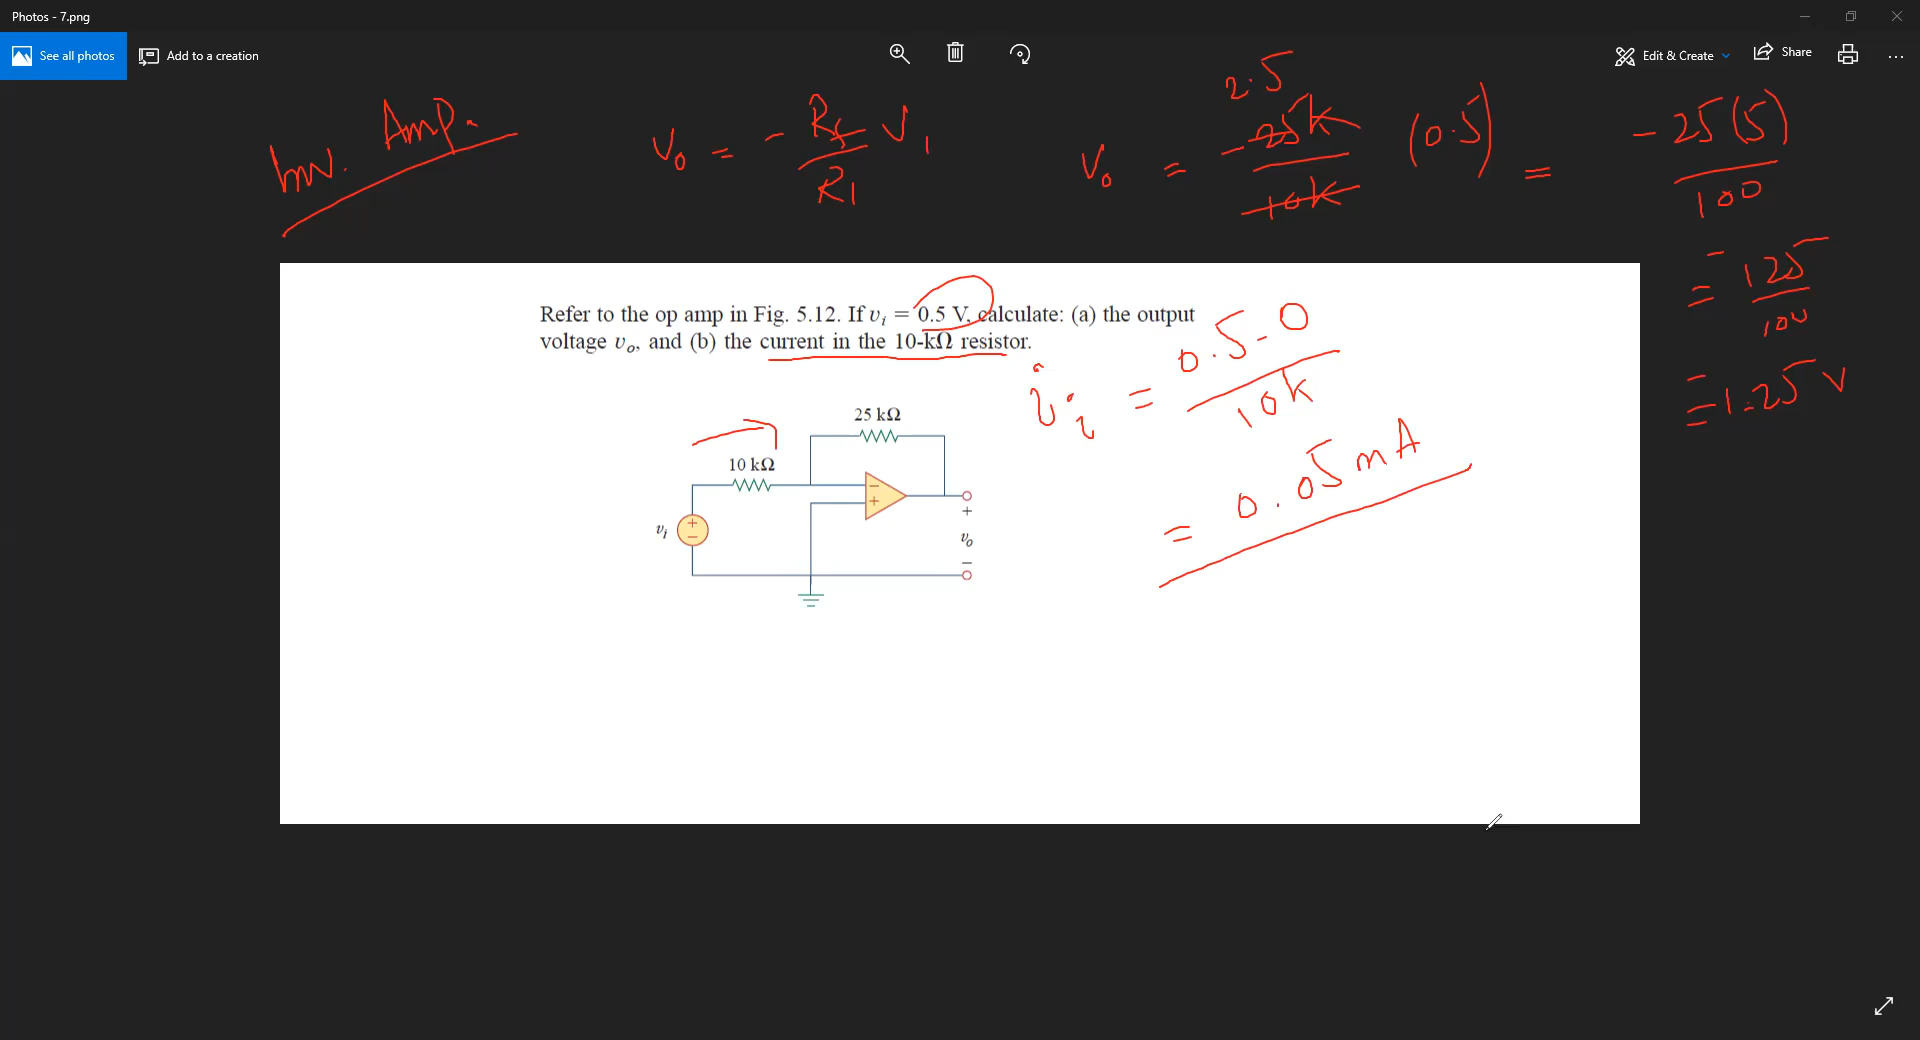 Photos - 7.png
See all photos
Add to a creation
Edit & Create
Share
Inv. Amp.
Vo = - Rf / R1 V1
2.5
Vo = - 25k / 10k (0.5) = - 25(5) / 100
= - 125 / 100
= - 1.25 V
Refer to the op amp in Fig. 5.12. If vi = 0.5 V, calculate: (a) the output
voltage vo, and (b) the current in the 10-kΩ resistor.
ii = 0.5-0 / 10k
= 0.05 mA
25 kΩ
10 kΩ
−
+
+
−
vi
+
vo
−